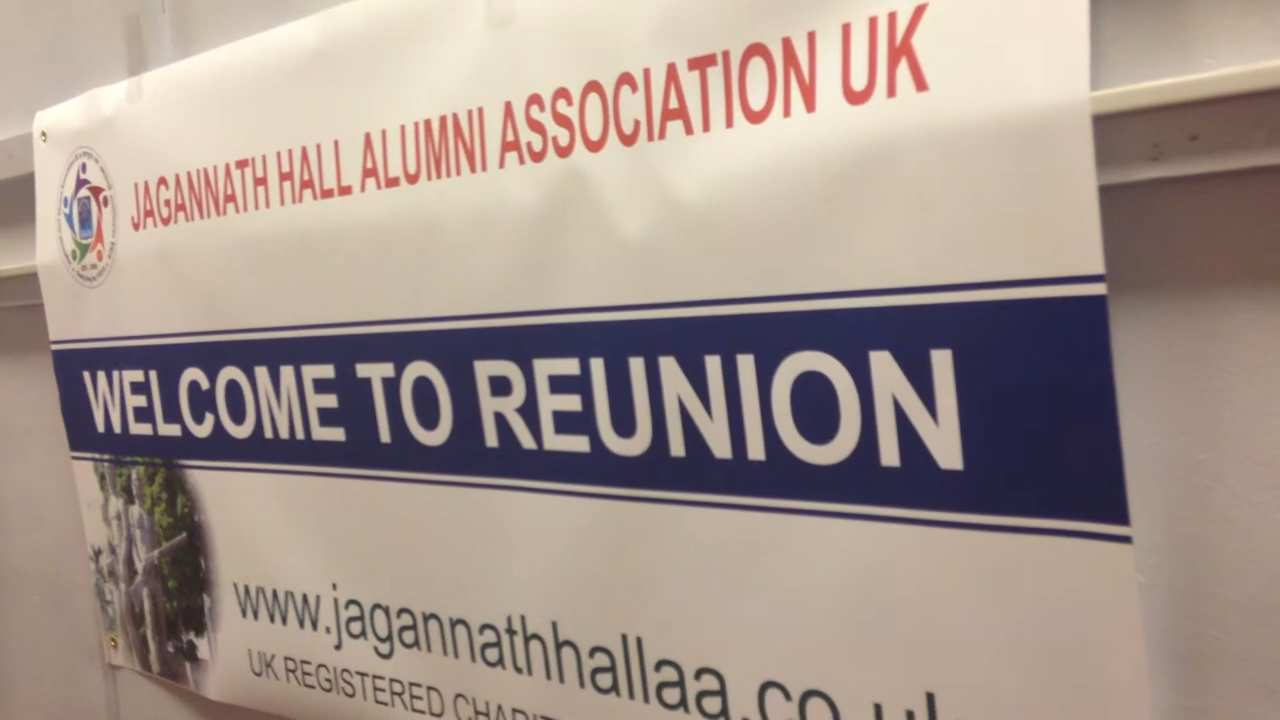 JAGANNATH HALL ALUMNI ASSOCIATION UK
WELCOME TO REUNION
www.jagannathhallaa.co.uk
UK REGISTERED